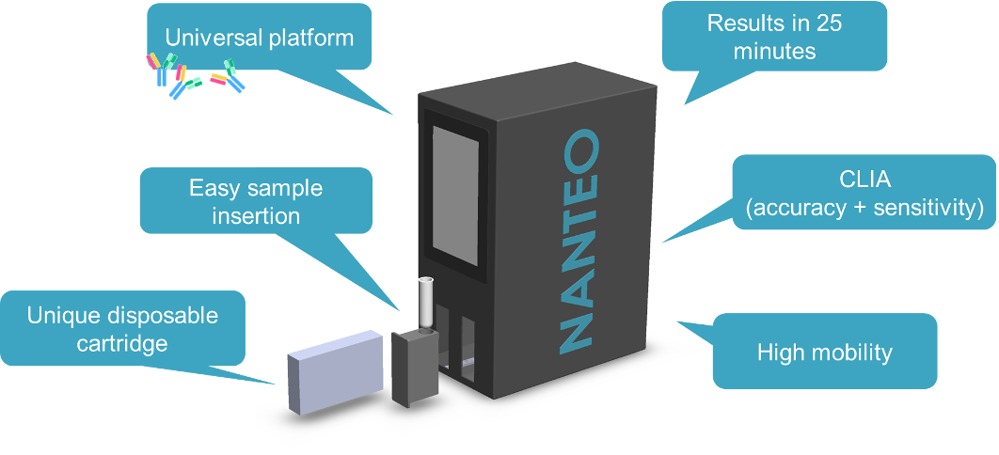 Universal platform
Results in 25
minutes
Easy sample
insertion
CLIA
(accuracy + sensitivity)
Unique disposable
cartridge
High mobility
NANTEO